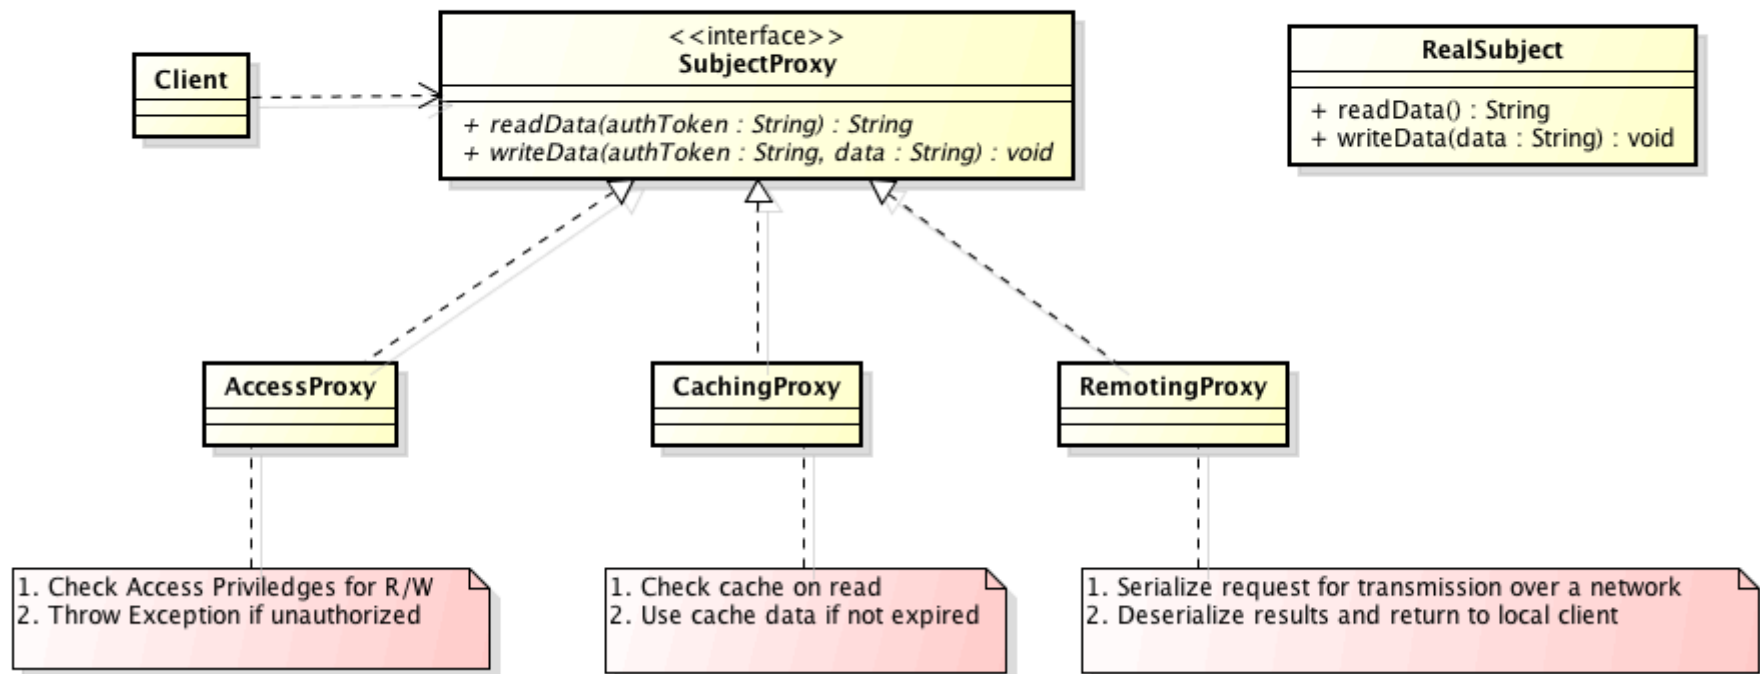 Client
<<interface>>
SubjectProxy
+ readData(authToken : String) : String
+ writeData(authToken : String, data : String) : void
RealSubject
+ readData() : String
+ writeData(data : String) : void
AccessProxy
CachingProxy
RemotingProxy
1. Check Access Priviledges for R/W
2. Throw Exception if unauthorized
1. Check cache on read
2. Use cache data if not expired
1. Serialize request for transmission over a network
2. Deserialize results and return to local client